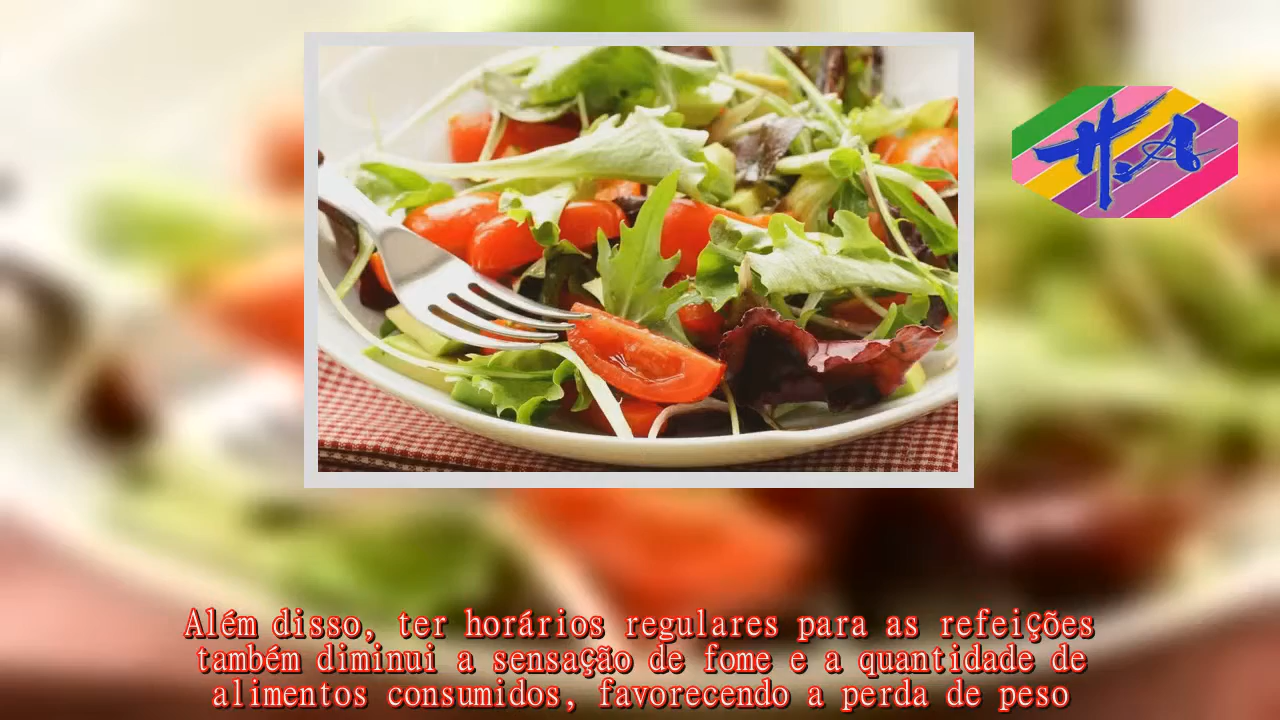 H.A
Além disso, ter horários regulares para as refeições
também diminui a sensação de fome e a quantidade de
alimentos consumidos, favorecendo a perda de peso